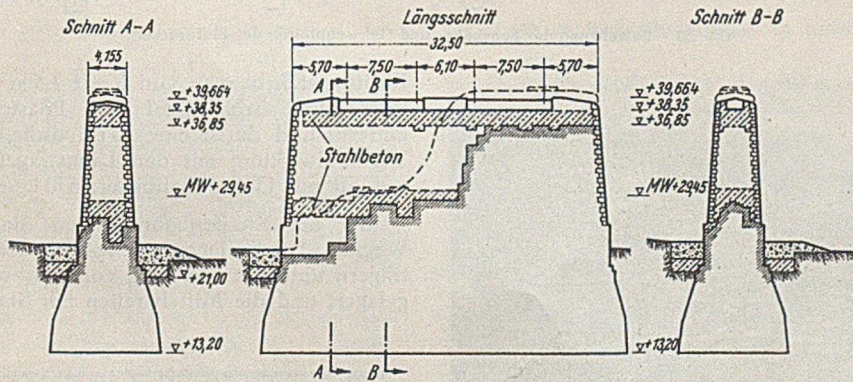 Schnitt A-A
4,155
+39,664
+38,35
+36,85
MW+29,45
+21,00
+13,20
Längsschnitt
32,50
5,70 7,50 6,10 7,50 5,70
A B
Stahlbeton
A B
Schnitt B-B
+39,664
+38,35
+36,85
MW+29,45
+13,20